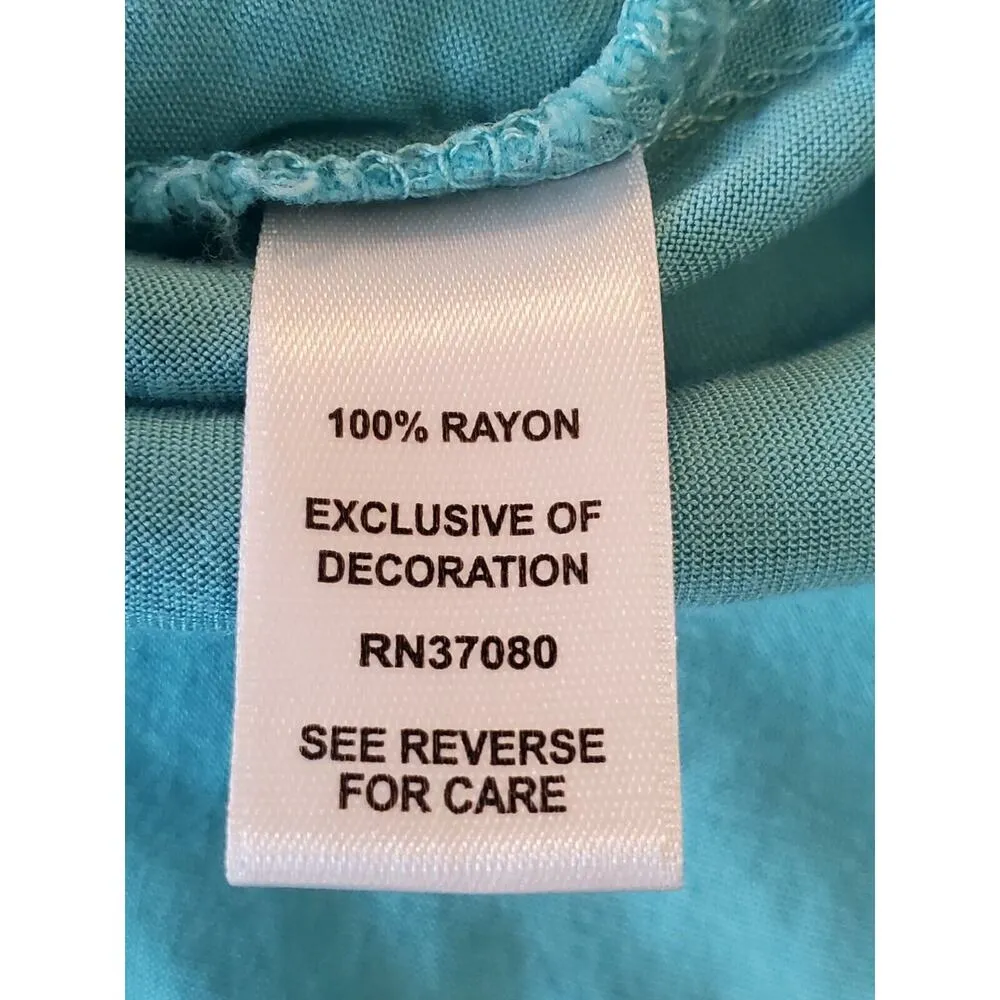 100% RAYON
EXCLUSIVE OF
DECORATION
RN37080
SEE REVERSE
FOR CARE